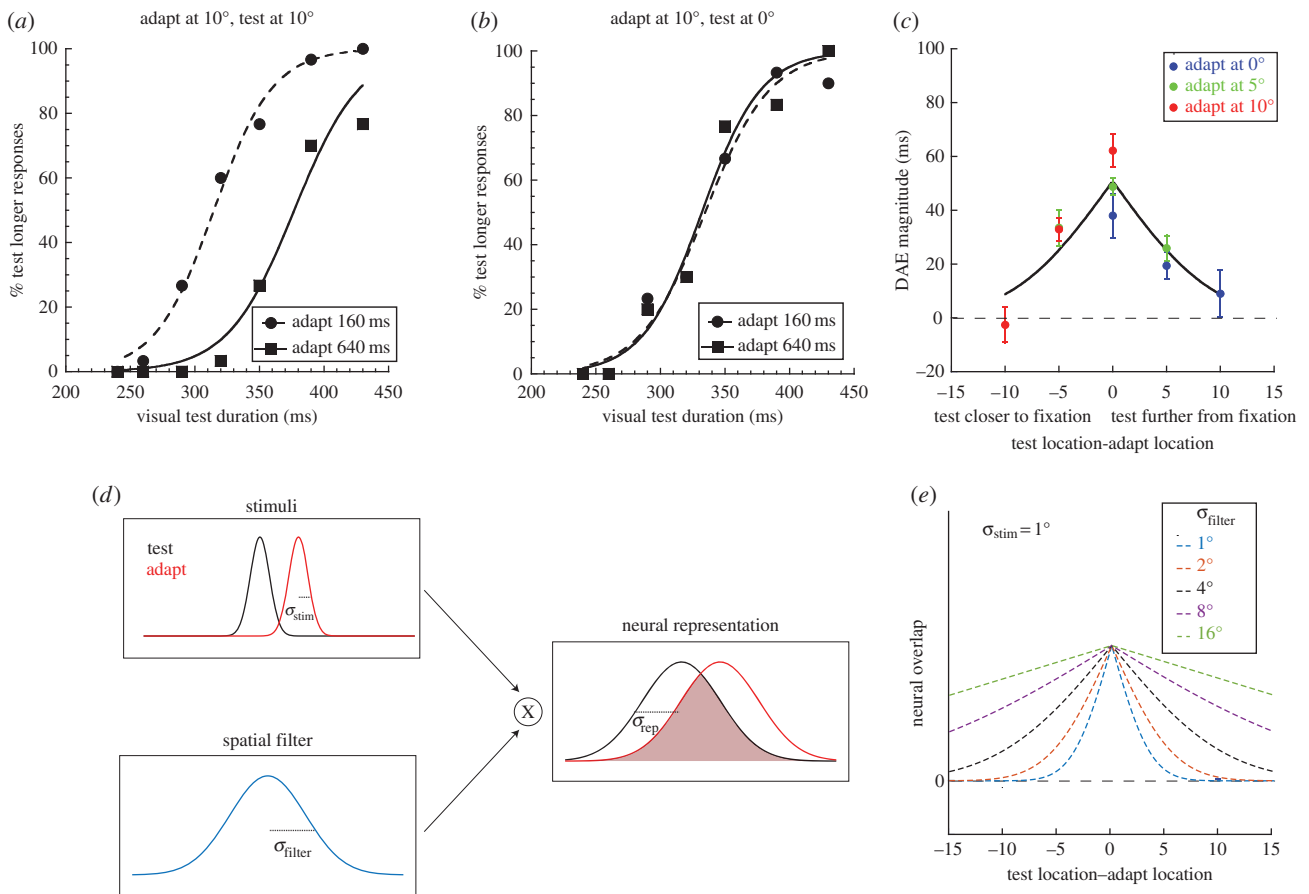 (a)
adapt at 10°, test at 10°
100
80
60
40
20
0
% test longer responses
adapt 160 ms
adapt 640 ms
200 250 300 350 400 450
visual test duration (ms)
(b)
adapt at 10°, test at 0°
100
80
60
40
20
0
% test longer responses
adapt 160 ms
adapt 640 ms
200 250 300 350 400 450
visual test duration (ms)
(c)
100
80
60
40
20
0
−20
DAE magnitude (ms)
adapt at 0°
adapt at 5°
adapt at 10°
−15 −10 −5 0 5 10 15
test closer to fixation test further from fixation
test location-adapt location
(d)
stimuli
test
adapt
σstim
spatial filter
σfilter
X
neural representation
σrep
(e)
σstim = 1°
σfilter
1°
2°
4°
8°
16°
neural overlap
0
−15 −10 −5 0 5 10 15
test location–adapt location